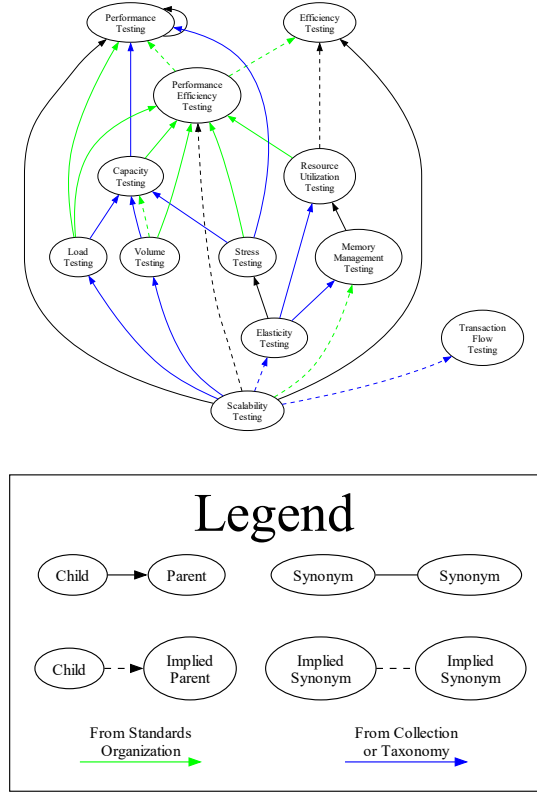 Performance
Testing
Efficiency
Testing
Performance
Efficiency
Testing
Capacity
Testing
Resource
Utilization
Testing
Load
Testing
Volume
Testing
Stress
Testing
Memory
Management
Testing
Elasticity
Testing
Transaction
Flow
Testing
Scalability
Testing
Legend
Child
Parent
Synonym
Synonym
Child
Implied
Parent
Implied
Synonym
Implied
Synonym
From Standards
Organization
From Collection
or Taxonomy